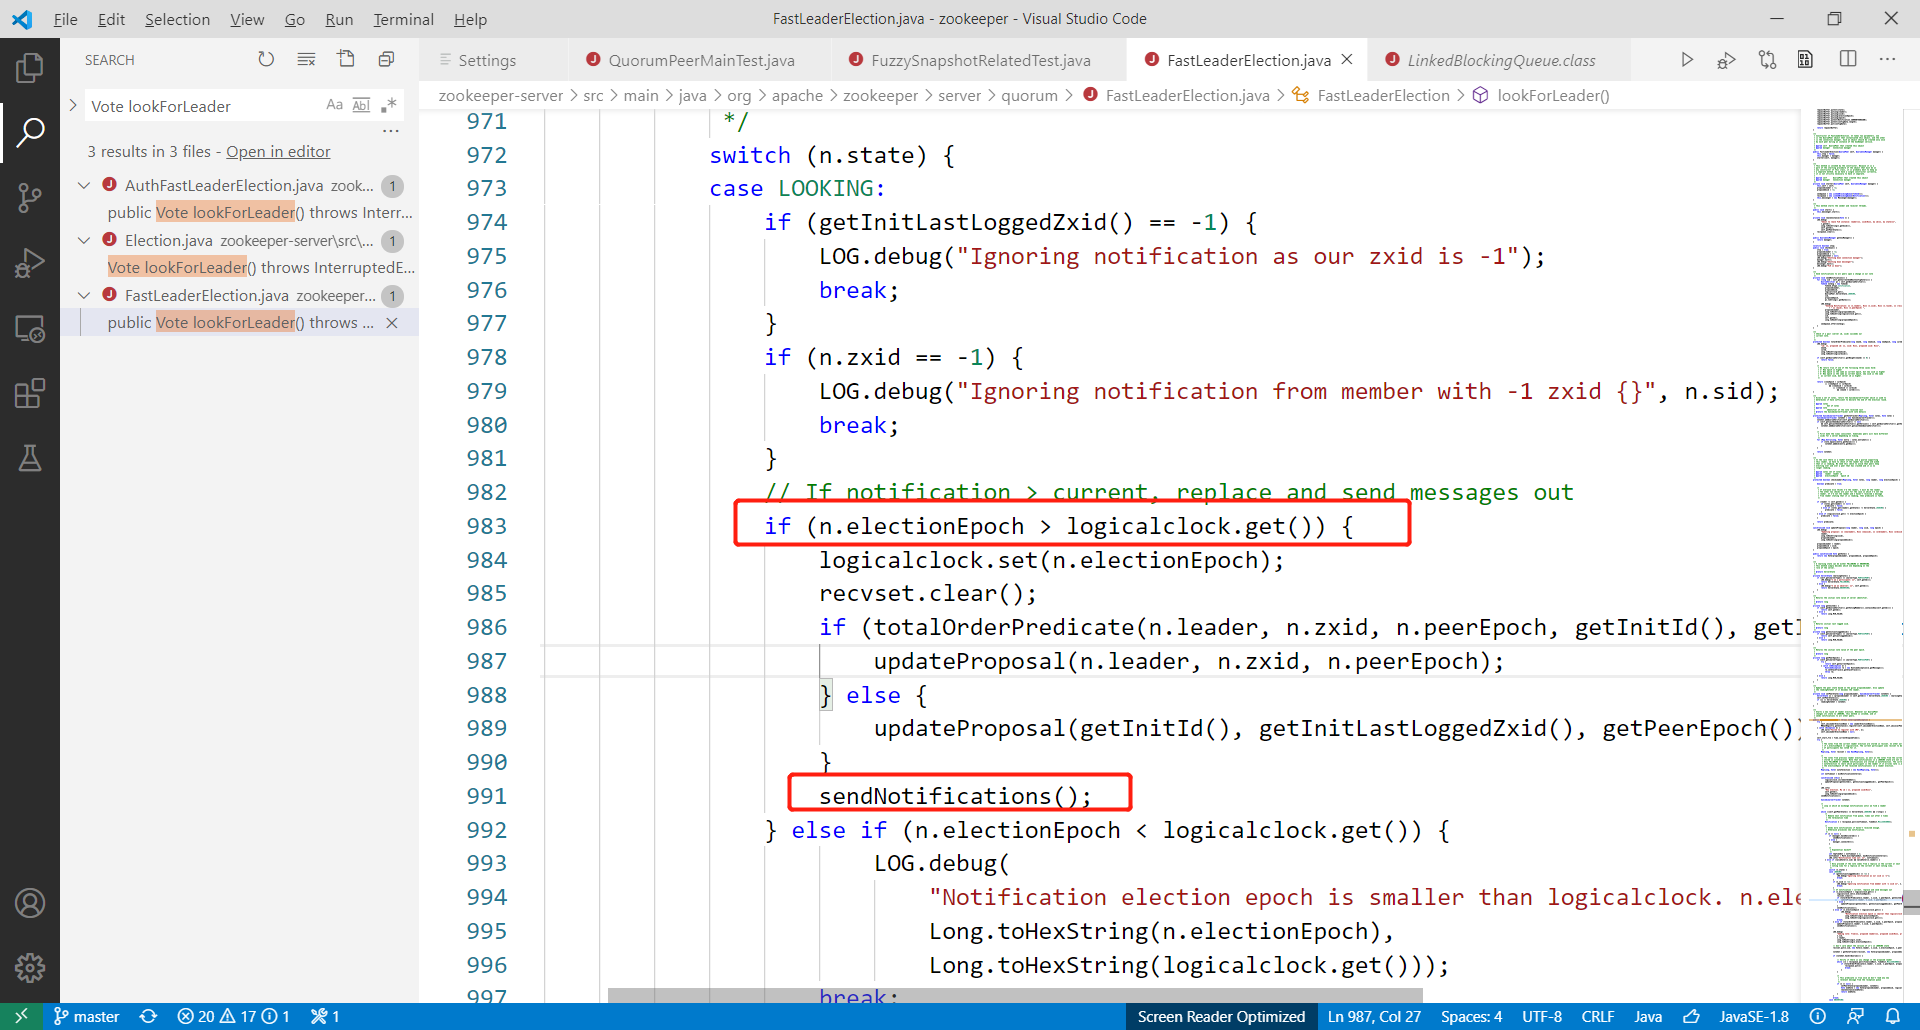 File Edit Selection View Go Run Terminal Help
FastLeaderElection.java - zookeeper - Visual Studio Code
SEARCH
Settings
QuorumPeerMainTest.java
FuzzySnapshotRelatedTest.java
FastLeaderElection.java
LinkedBlockingQueue.class
Vote lookForLeader
Aa Abl .*
3 results in 3 files - Open in editor
AuthFastLeaderElection.java zook... 1
public Vote lookForLeader() throws Interr...
Election.java zookeeper-server\src\... 1
Vote lookForLeader() throws InterruptedE...
FastLeaderElection.java zookeeper... 1
public Vote lookForLeader() throws ...
zookeeper-server > src > main > java > org > apache > zookeeper > server > quorum > FastLeaderElection.java > FastLeaderElection > lookForLeader()
971 */
972 switch (n.state) {
973 case LOOKING:
974 if (getInitLastLoggedZxid() == -1) {
975 LOG.debug("Ignoring notification as our zxid is -1");
976 break;
977 }
978 if (n.zxid == -1) {
979 LOG.debug("Ignoring notification from member with -1 zxid {}", n.sid);
980 break;
981 }
982 // If notification > current, replace and send messages out
983 if (n.electionEpoch > logicalclock.get()) {
984 logicalclock.set(n.electionEpoch);
985 recvset.clear();
986 if (totalOrderPredicate(n.leader, n.zxid, n.peerEpoch, getInitId(), getI
987 updateProposal(n.leader, n.zxid, n.peerEpoch);
988 } else {
989 updateProposal(getInitId(), getInitLastLoggedZxid(), getPeerEpoch())
990 }
991 sendNotifications();
992 } else if (n.electionEpoch < logicalclock.get()) {
993 LOG.debug(
994 "Notification election epoch is smaller than logicalclock. n.ele
995 Long.toHexString(n.electionEpoch),
996 Long.toHexString(logicalclock.get()));
997 break;
master 20 17 1 1
Screen Reader Optimized Ln 987, Col 27 Spaces: 4 UTF-8 CRLF Java JavaSE-1.8